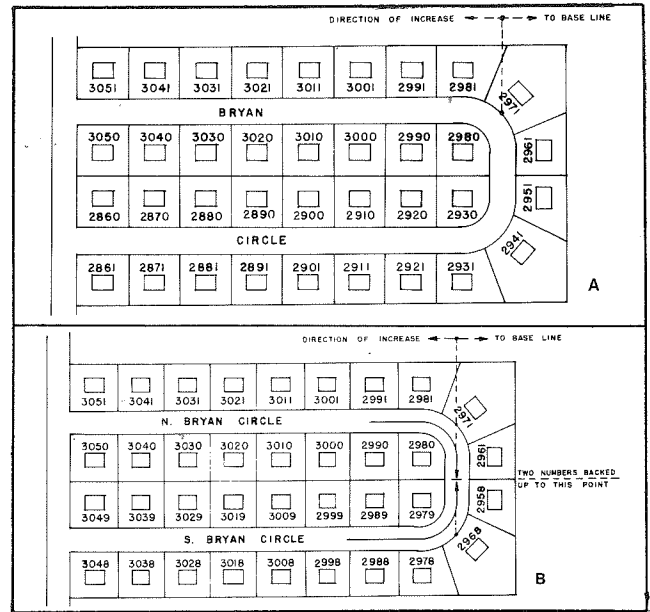 DIRECTION OF INCREASE TO BASE LINE
3051 3041 3031 3021 3011 3001 2991 2981
2971
BRYAN
3050 3040 3030 3020 3010 3000 2990 2980
2961
2951
2860 2870 2880 2890 2900 2910 2920 2930
CIRCLE
2941
2861 2871 2881 2891 2901 2911 2921 2931
A
DIRECTION OF INCREASE TO BASE LINE
3051 3041 3031 3021 3011 3001 2991 2981
2971
N. BRYAN CIRCLE
3050 3040 3030 3020 3010 3000 2990 2980
2961
TWO NUMBERS BACKED
UP TO THIS POINT
2958
3049 3039 3029 3019 3009 2999 2989 2979
S. BRYAN CIRCLE
2968
3048 3038 3028 3018 3008 2998 2988 2978
B